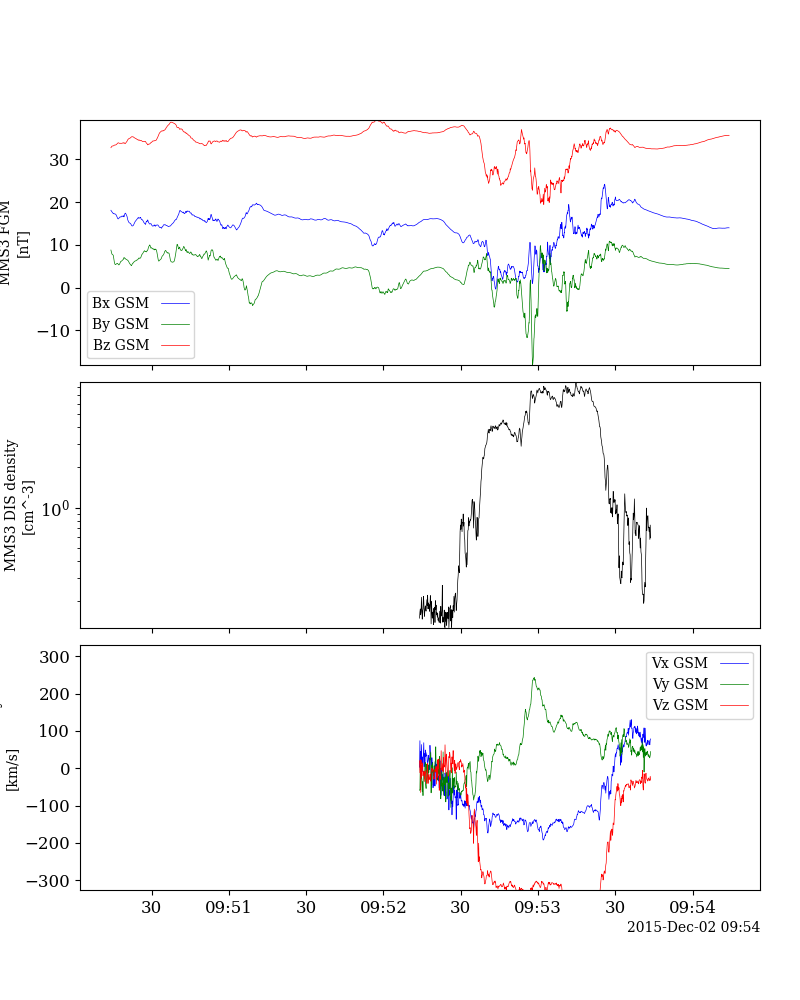 30
20
10
0
−10
MMS3 FGM
[nT]
Bx GSM
By GSM
Bz GSM
10^0
MMS3 DIS density
[cm^-3]
300
200
100
0
−100
−200
−300
[km/s]
Vx GSM
Vy GSM
Vz GSM
30
09:51
30
09:52
30
09:53
30
09:54
2015-Dec-02 09:54